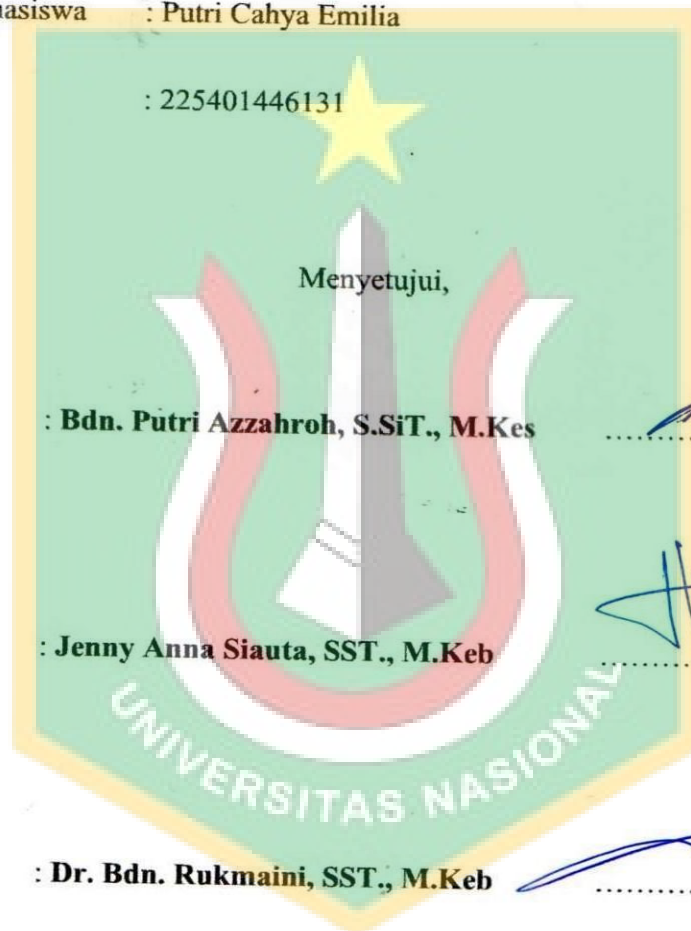 : Putri Cahya Emilia
: 225401446131
Menyetujui,
: Bdn. Putri Azzahroh, S.SiT., M.Kes ..........
: Jenny Anna Siauta, SST., M.Keb ..........
UNIVERSITAS NASIONAL
: Dr. Bdn. Rukmaini, SST., M.Keb ..........